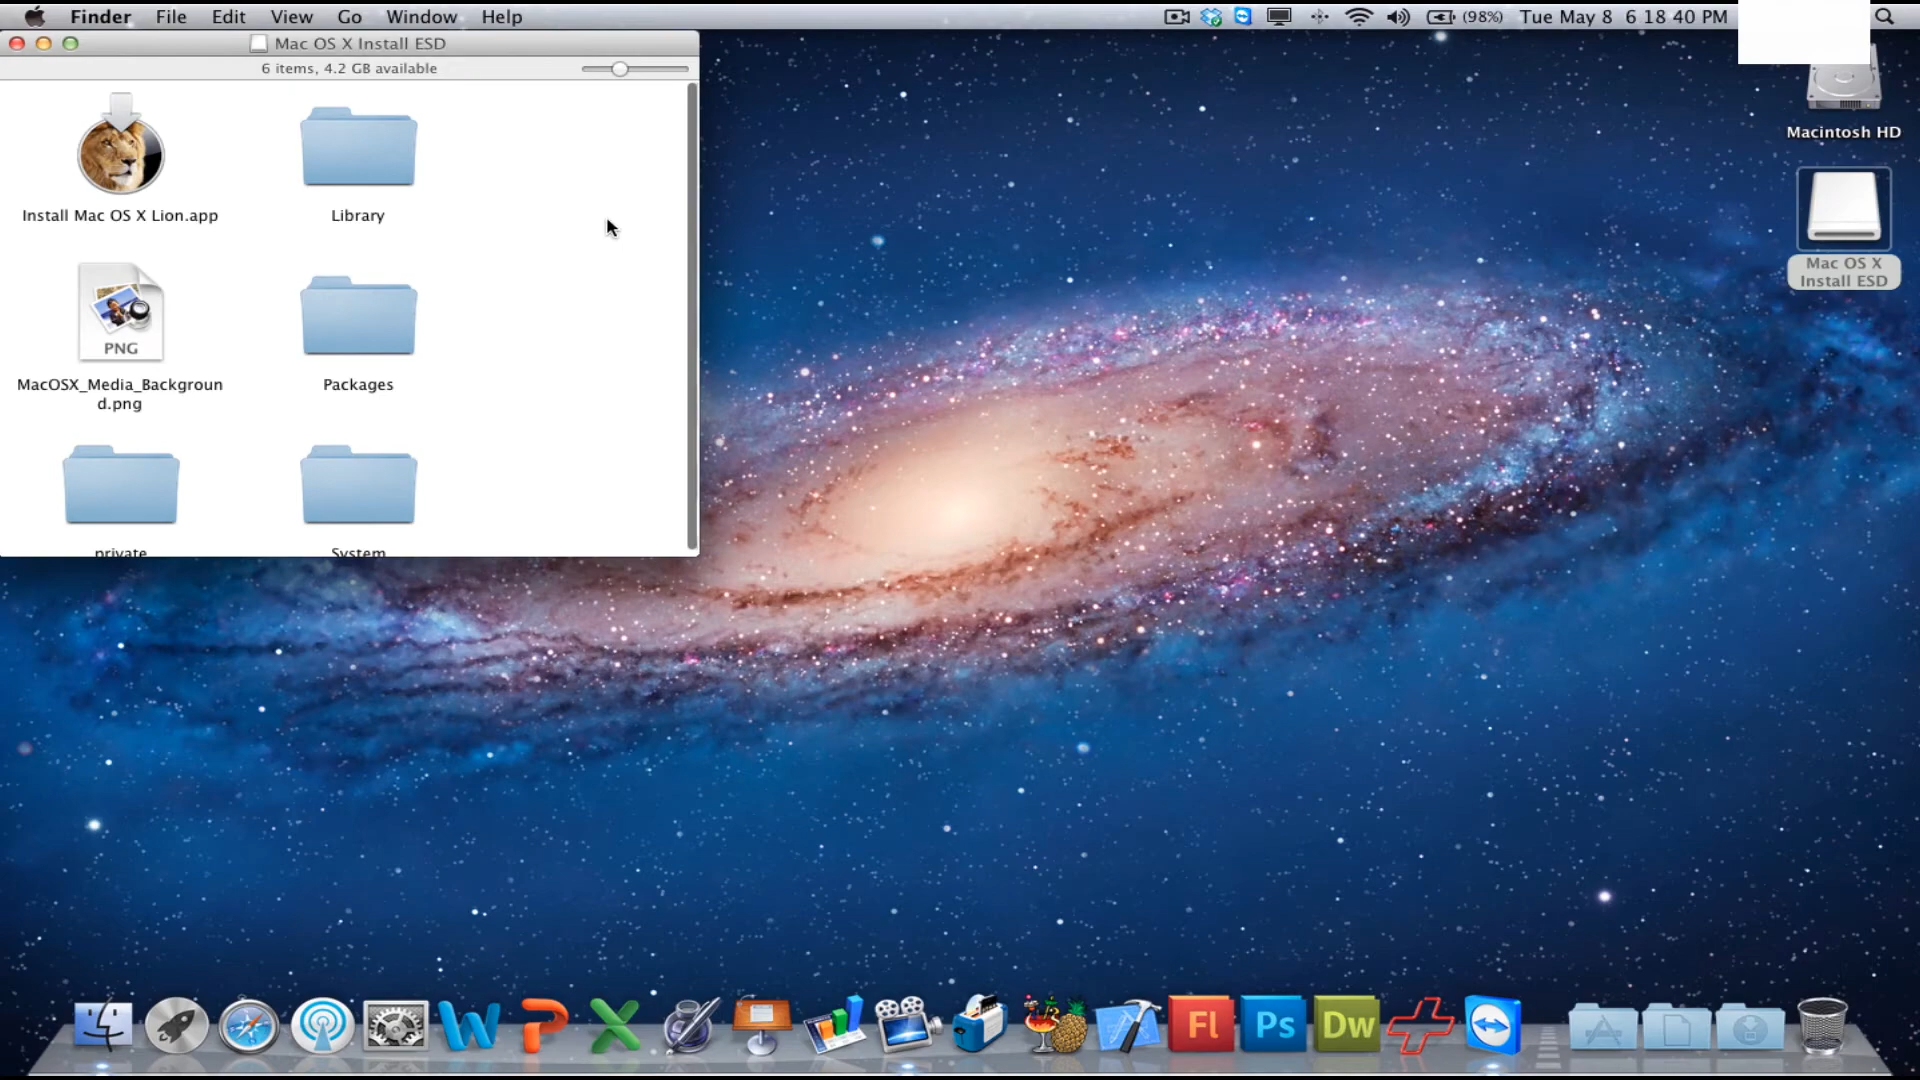 Finder File Edit View Go Window Help (98%) Tue May 8 6 18 40 PM
Mac OS X Install ESD
6 items, 4.2 GB available
Install Mac OS X Lion.app
Library
PNG
MacOSX_Media_Backgroun
d.png
Packages
private
System
Macintosh HD
Mac OS X
Install ESD
Fl Ps Dw